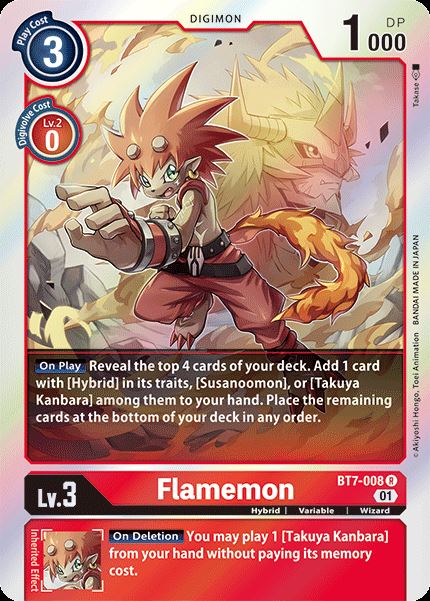 Play Cost
3
DIGIMON
DP
1000
Digivolve Cost
Lv.2
0
Takase
© Akiyoshi Hongo, Toei Animation BANDAI MADE IN JAPAN
On Play Reveal the top 4 cards of your deck. Add 1 card
with [Hybrid] in its traits, [Susanoomon], or [Takuya
Kanbara] among them to your hand. Place the remaining
cards at the bottom of your deck in any order.
BT7-008 R
Lv.3
Flamemon
01
Hybrid | Variable | Wizard
Inherited Effect
On Deletion You may play 1 [Takuya Kanbara]
from your hand without paying its memory
cost.